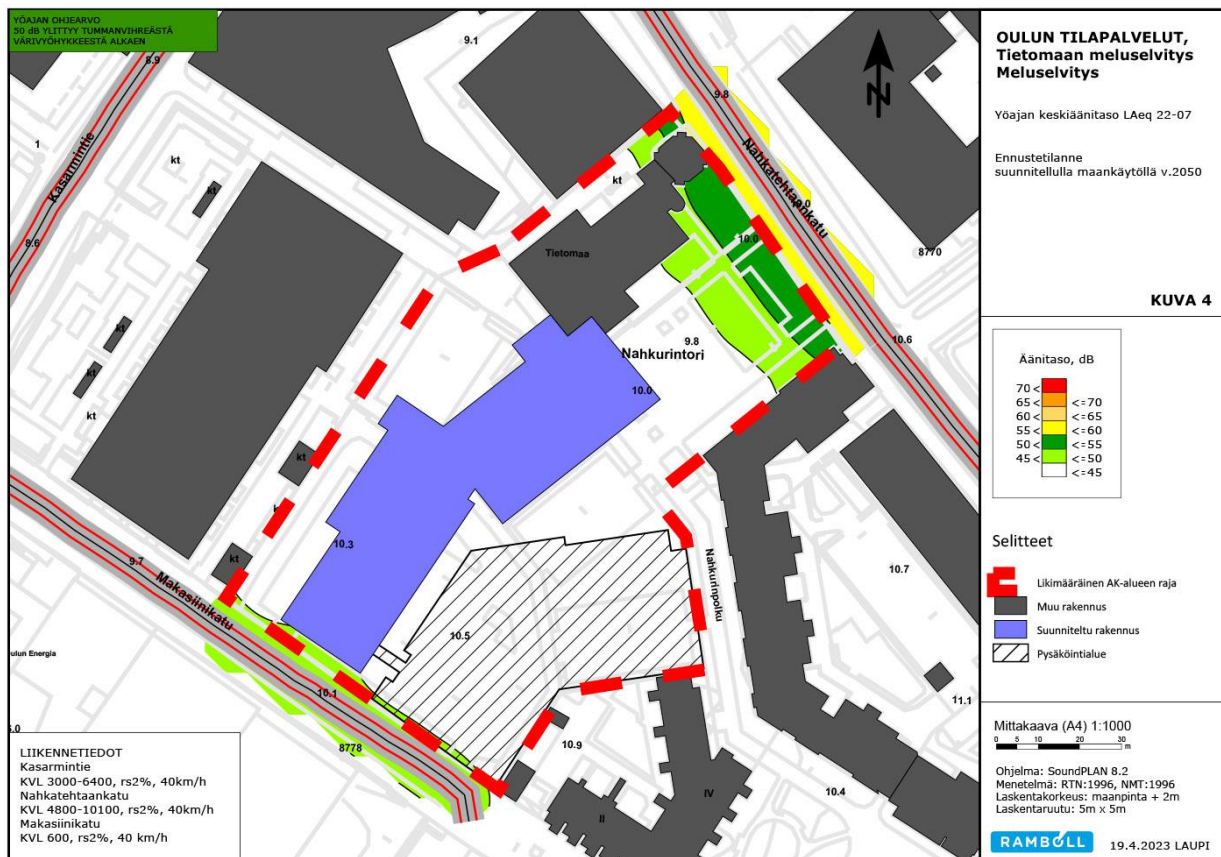 YÖAJAN OHJEARVO
50 dB YLITTYY TUMMANVIHREÄSTÄ
VÄRIVYÖHYKKEESTÄ ALKAEN
OULUN TILAPALVELUT,
Tietomaan meluselvitys
Meluselvitys
Yöajan keskiäänitaso LAeq 22-07
Ennustetilanne
suunnitellulla maankäytöllä v.2050
KUVA 4
Äänitaso, dB
70 <
65 < <=70
60 < <=65
55 < <=60
50 < <=55
45 < <=50
<=45
Selitteet
Likimääräinen AK-alueen raja
Muu rakennus
Suunniteltu rakennus
Pysäköintialue
Mittakaava (A4) 1:1000
0 5 10 20 30
m
Ohjelma: SoundPLAN 8.2
Menetelmä: RTN:1996, NMT:1996
Laskentakorkeus: maanpinta + 2m
Laskentaruutu: 5m x 5m
RAMBOLL
19.4.2023 LAUPI
N
9.1
8.9
9.8
1
kt
Kasarmintie
kt
kt
Nahkatehtaankatu
8.6
10.0
Tietomaa
8770
kt
10.6
9.8
Nahkurintori
kt
10.0
kt
kt
10.3
kt
9.7
Makasiinikatu
10.7
Nahkurinpolku
10.5
ulun Energia
10.1
11.1
8778
10.9
10.4
IV
II
LIIKENNETIEDOT
Kasarmintie
KVL 3000-6400, rs2%, 40km/h
Nahkatehtaankatu
KVL 4800-10100, rs2%, 40km/h
Makasiinikatu
KVL 600, rs2%, 40 km/h